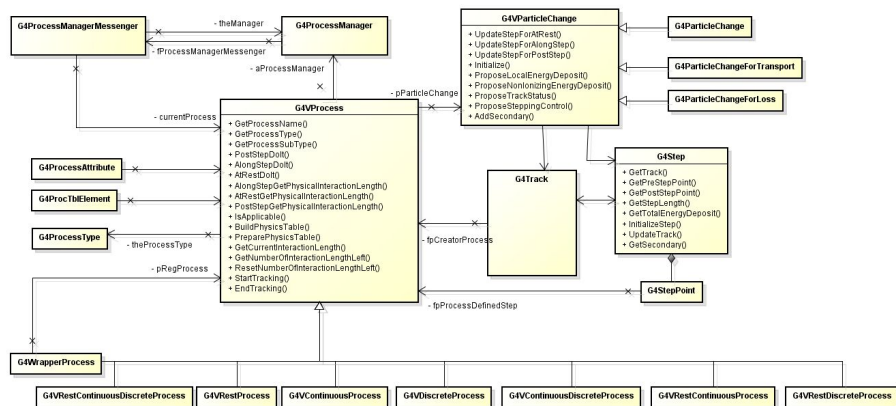 G4ProcessManagerMessenger
- theManager
- fProcessManagerMessenger
G4ProcessManager
- aProcessManager
- pParticleChange
G4VParticleChange
+ UpdateStepForAtRest()
+ UpdateStepForAlongStep()
+ UpdateStepForPostStep()
+ Initialize()
+ ProposeLocalEnergyDeposit()
+ ProposeNonIonizingEnergyDeposit()
+ ProposeTrackStatus()
+ ProposeSteppingControl()
+ AddSecondary()
G4ParticleChange
G4ParticleChangeForTransport
G4ParticleChangeForLoss
- currentProcess
G4VProcess
+ GetProcessName()
+ GetProcessType()
+ GetProcessSubType()
+ PostStepDoIt()
+ AlongStepDoIt()
+ AtRestDoIt()
+ AlongStepGetPhysicalInteractionLength()
+ AtRestGetPhysicalInteractionLength()
+ PostStepGetPhysicalInteractionLength()
+ IsApplicable()
+ BuildPhysicsTable()
+ PreparePhysicsTable()
+ GetCurrentInteractionLength()
+ GetNumberOfInteractionLengthLeft()
+ ResetNumberOfInteractionLengthLeft()
+ StartTracking()
+ EndTracking()
G4ProcessAttribute
G4ProcTblElement
G4ProcessType
- theProcessType
- pRegProcess
G4Track
- fpCreatorProcess
G4Step
+ GetTrack()
+ GetPreStepPoint()
+ GetPostStepPoint()
+ GetStepLength()
+ GetTotalEnergyDeposit()
+ InitializeStep()
+ UpdateTrack()
+ GetSecondary()
G4StepPoint
- fpProcessDefinedStep
G4WrapperProcess
G4VRestContinuousDiscreteProcess
G4VRestProcess
G4VContinuousProcess
G4VDiscreteProcess
G4VContinuousDiscreteProcess
G4VRestContinuousProcess
G4VRestDiscreteProcess